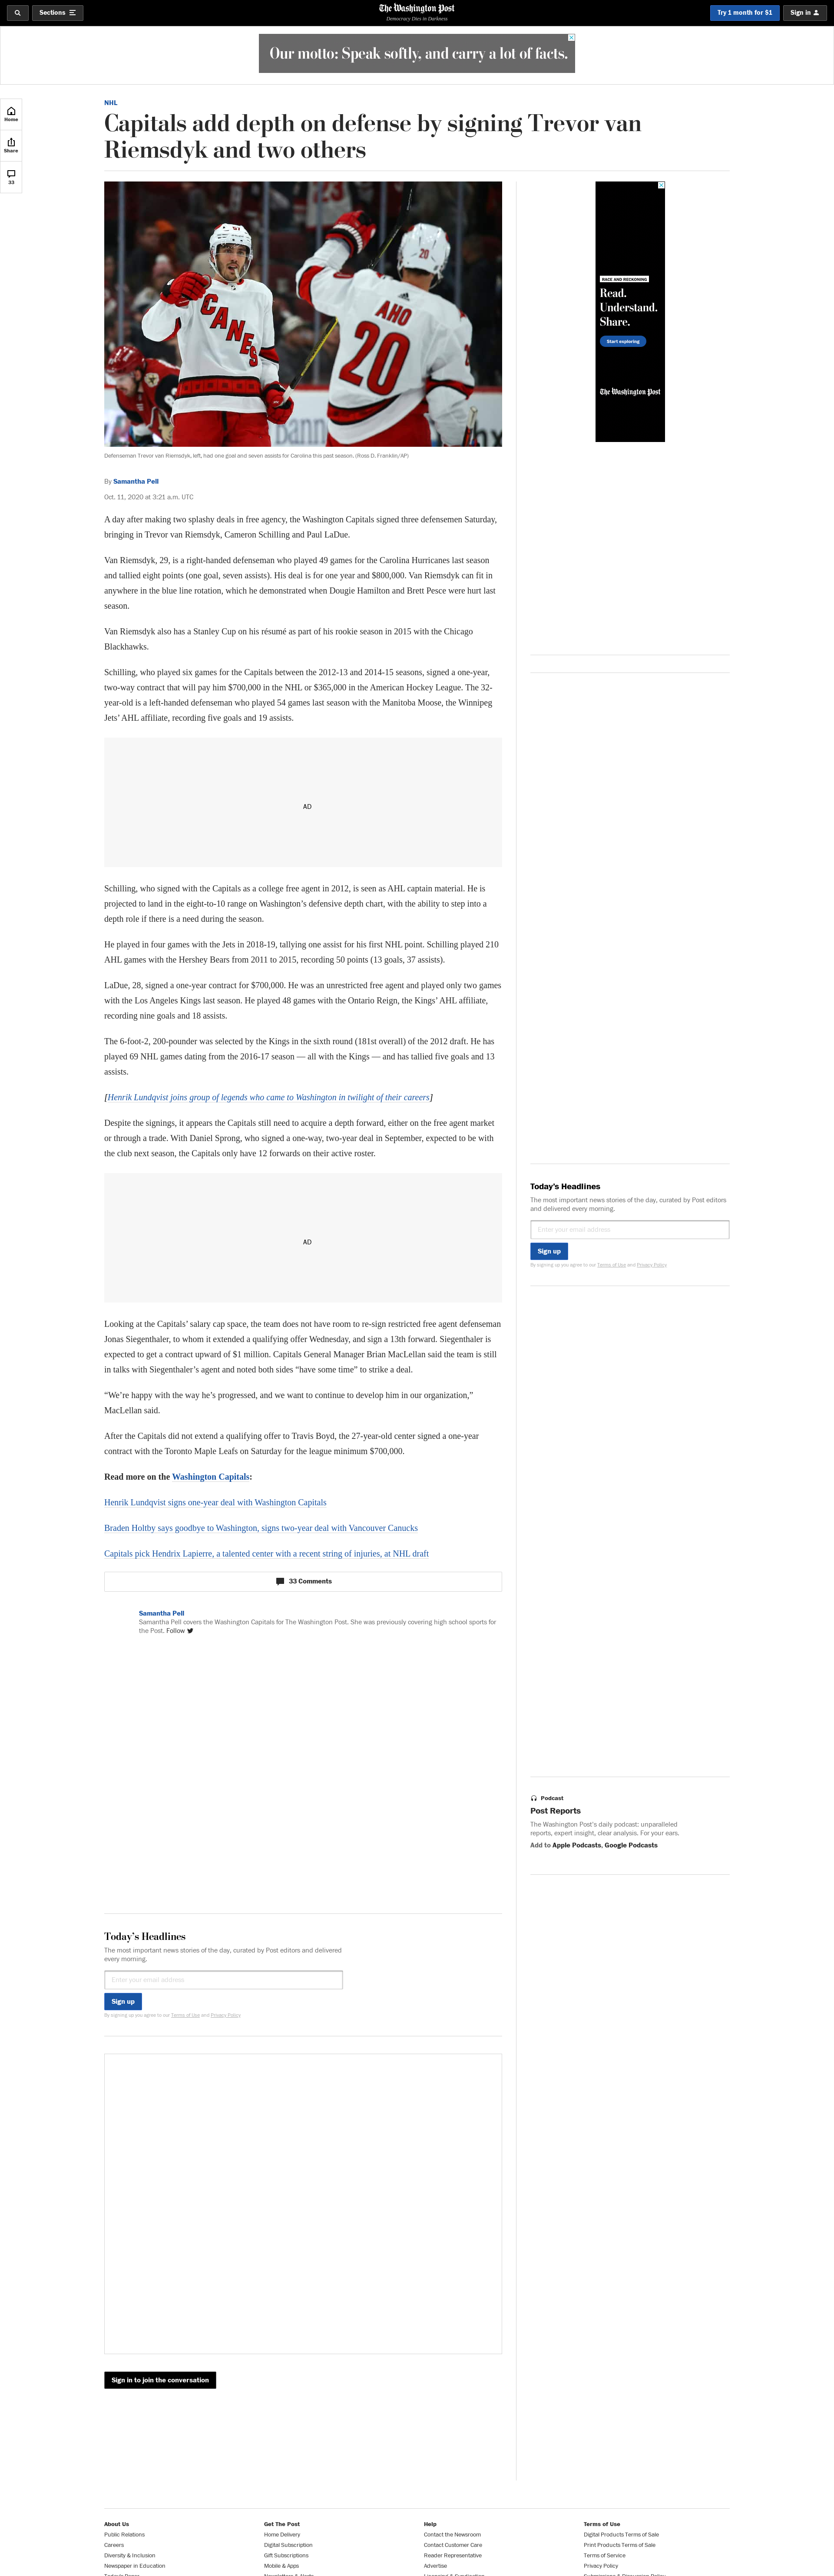 Sections
The Washington Post
Democracy Dies in Darkness
Try 1 month for $1
Sign in
Our motto: Speak softly, and carry a lot of facts.
Home
Share
33
NHL
Capitals add depth on defense by signing Trevor van
Riemsdyk and two others
CANES
57
20
AHO
20
Defenseman Trevor van Riemsdyk, left, had one goal and seven assists for Carolina this past season. (Ross D. Franklin/AP)
By Samantha Pell
Oct. 11, 2020 at 3:21 a.m. UTC
A day after making two splashy deals in free agency, the Washington Capitals signed three defensemen Saturday,
bringing in Trevor van Riemsdyk, Cameron Schilling and Paul LaDue.
Van Riemsdyk, 29, is a right-handed defenseman who played 49 games for the Carolina Hurricanes last season
and tallied eight points (one goal, seven assists). His deal is for one year and $800,000. Van Riemsdyk can fit in
anywhere in the blue line rotation, which he demonstrated when Dougie Hamilton and Brett Pesce were hurt last
season.
Van Riemsdyk also has a Stanley Cup on his résumé as part of his rookie season in 2015 with the Chicago
Blackhawks.
Schilling, who played six games for the Capitals between the 2012-13 and 2014-15 seasons, signed a one-year,
two-way contract that will pay him $700,000 in the NHL or $365,000 in the American Hockey League. The 32-
year-old is a left-handed defenseman who played 54 games last season with the Manitoba Moose, the Winnipeg
Jets’ AHL affiliate, recording five goals and 19 assists.
AD
Schilling, who signed with the Capitals as a college free agent in 2012, is seen as AHL captain material. He is
projected to land in the eight-to-10 range on Washington’s defensive depth chart, with the ability to step into a
depth role if there is a need during the season.
He played in four games with the Jets in 2018-19, tallying one assist for his first NHL point. Schilling played 210
AHL games with the Hershey Bears from 2011 to 2015, recording 50 points (13 goals, 37 assists).
LaDue, 28, signed a one-year contract for $700,000. He was an unrestricted free agent and played only two games
with the Los Angeles Kings last season. He played 48 games with the Ontario Reign, the Kings’ AHL affiliate,
recording nine goals and 18 assists.
The 6-foot-2, 200-pounder was selected by the Kings in the sixth round (181st overall) of the 2012 draft. He has
played 69 NHL games dating from the 2016-17 season — all with the Kings — and has tallied five goals and 13
assists.
[Henrik Lundqvist joins group of legends who came to Washington in twilight of their careers]
Despite the signings, it appears the Capitals still need to acquire a depth forward, either on the free agent market
or through a trade. With Daniel Sprong, who signed a one-way, two-year deal in September, expected to be with
the club next season, the Capitals only have 12 forwards on their active roster.
AD
Looking at the Capitals’ salary cap space, the team does not have room to re-sign restricted free agent defenseman
Jonas Siegenthaler, to whom it extended a qualifying offer Wednesday, and sign a 13th forward. Siegenthaler is
expected to get a contract upward of $1 million. Capitals General Manager Brian MacLellan said the team is still
in talks with Siegenthaler’s agent and noted both sides “have some time” to strike a deal.
“We’re happy with the way he’s progressed, and we want to continue to develop him in our organization,”
MacLellan said.
After the Capitals did not extend a qualifying offer to Travis Boyd, the 27-year-old center signed a one-year
contract with the Toronto Maple Leafs on Saturday for the league minimum $700,000.
Read more on the Washington Capitals:
Henrik Lundqvist signs one-year deal with Washington Capitals
Braden Holtby says goodbye to Washington, signs two-year deal with Vancouver Canucks
Capitals pick Hendrix Lapierre, a talented center with a recent string of injuries, at NHL draft
33 Comments
Samantha Pell
Samantha Pell covers the Washington Capitals for The Washington Post. She was previously covering high school sports for
the Post. Follow
Today’s Headlines
The most important news stories of the day, curated by Post editors and delivered
every morning.
Enter your email address
Sign up
By signing up you agree to our Terms of Use and Privacy Policy
Sign in to join the conversation
RACE AND RECKONING
Read.
Understand.
Share.
Start exploring
The Washington Post
Today’s Headlines
The most important news stories of the day, curated by Post editors
and delivered every morning.
Enter your email address
Sign up
By signing up you agree to our Terms of Use and Privacy Policy
Podcast
Post Reports
The Washington Post’s daily podcast: unparalleled
reports, expert insight, clear analysis. For your ears.
Add to Apple Podcasts, Google Podcasts
About Us
Public Relations
Careers
Diversity & Inclusion
Newspaper in Education
Get The Post
Home Delivery
Digital Subscription
Gift Subscriptions
Mobile & Apps
Help
Contact the Newsroom
Contact Customer Care
Reader Representative
Advertise
Terms of Use
Digital Products Terms of Sale
Print Products Terms of Sale
Terms of Service
Privacy Policy